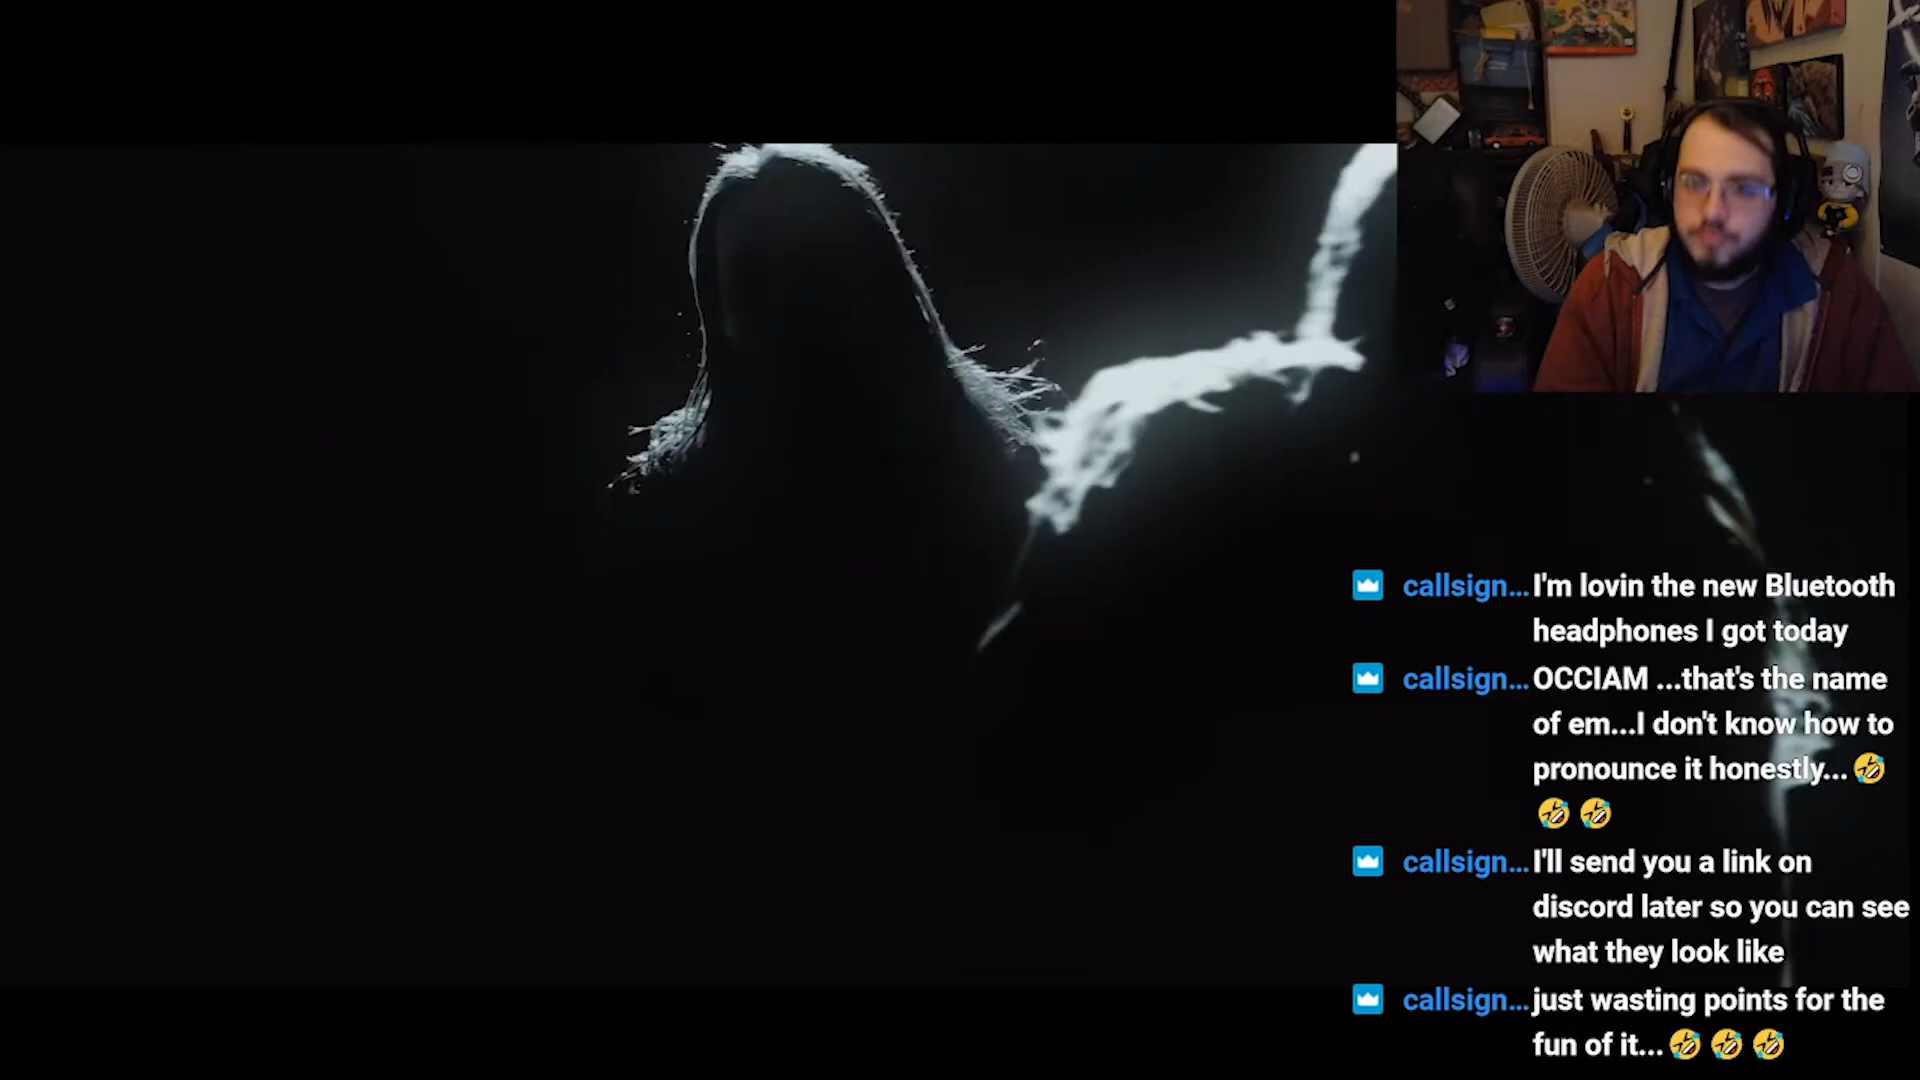 callsign... I'm lovin the new Bluetooth
headphones I got today
callsign... OCCIAM ...that's the name
of em...I don't know how to
pronounce it honestly... 🤣
🤣 🤣
callsign... I'll send you a link on
discord later so you can see
what they look like
callsign... just wasting points for the
fun of it... 🤣 🤣 🤣